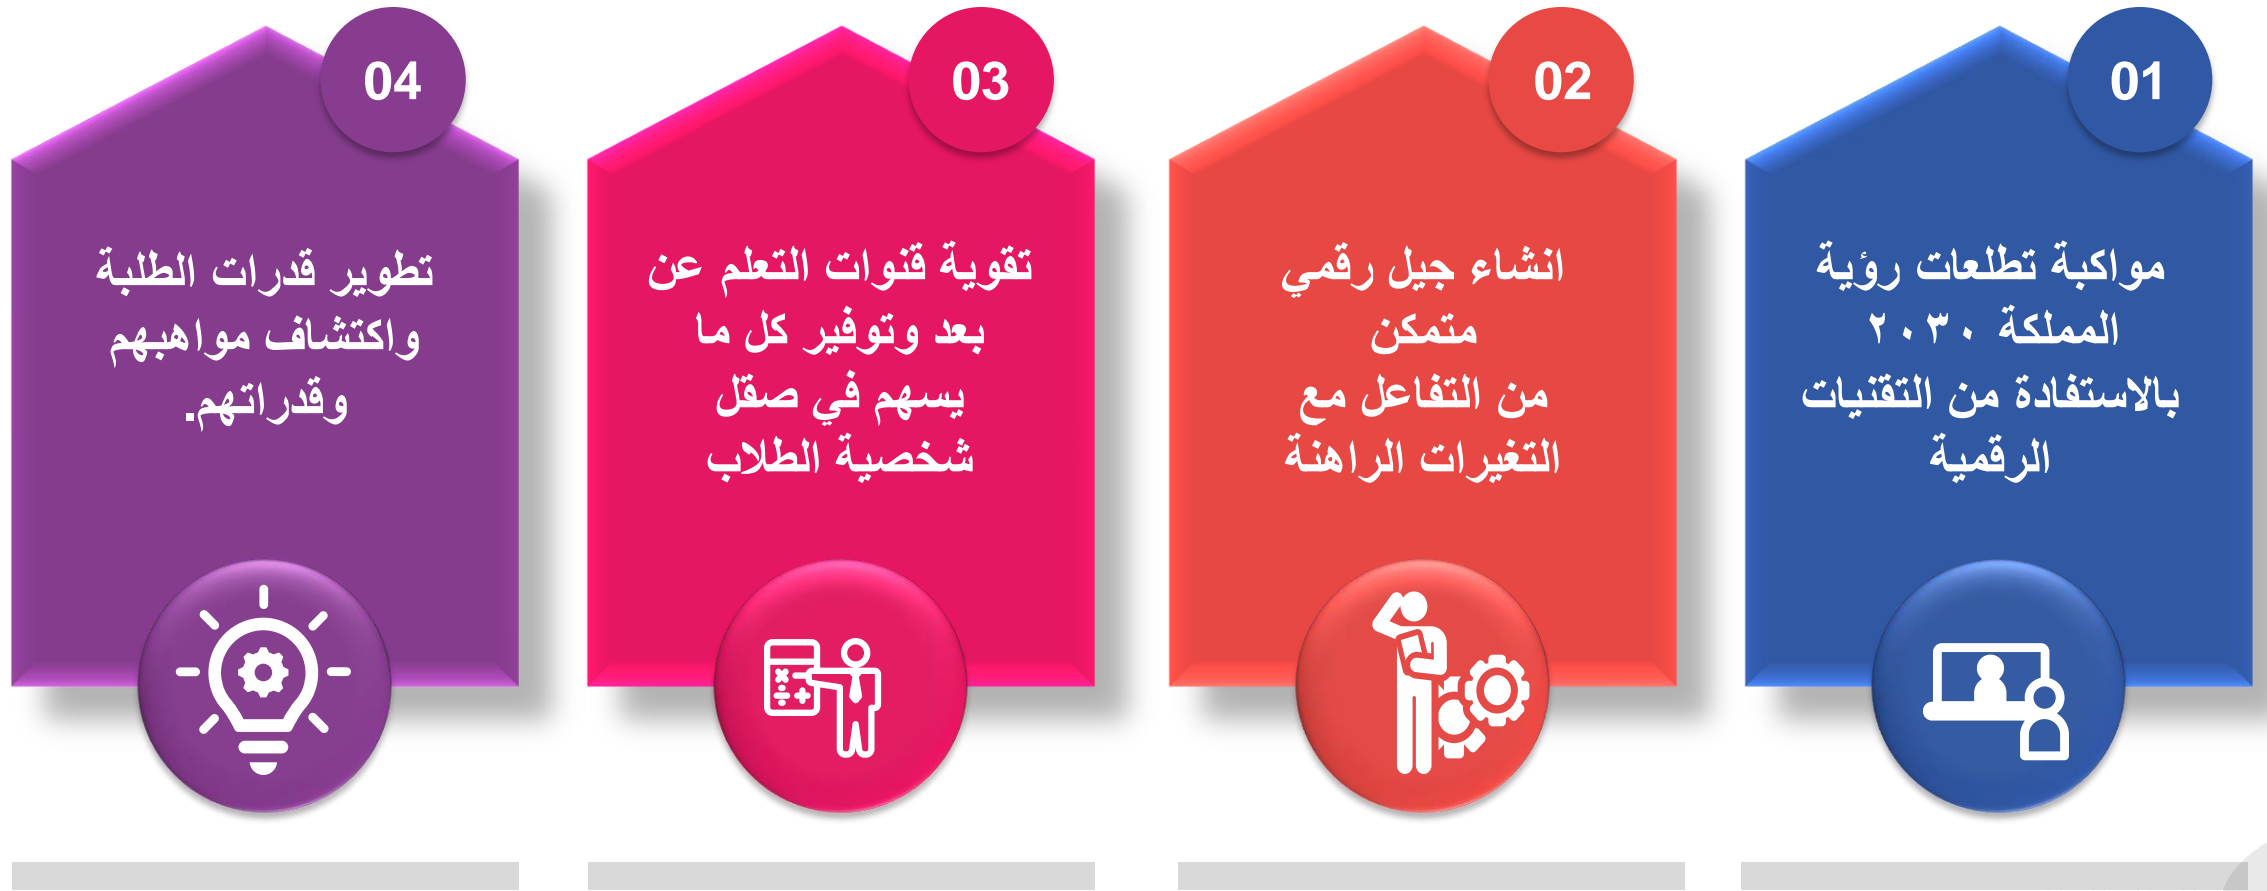 01
مواكبة تطلعات رؤية
المملكة ٢٠٣٠
بالاستفادة من التقنيات
الرقمية
02
انشاء جيل رقمي
متمكن
من التفاعل مع
التغيرات الراهنة
03
تقوية قنوات التعلم عن
بعد وتوفير كل ما
يسهم في صقل
شخصية الطلاب
04
تطوير قدرات الطلبة
واكتشاف مواهبهم
وقدراتهم.